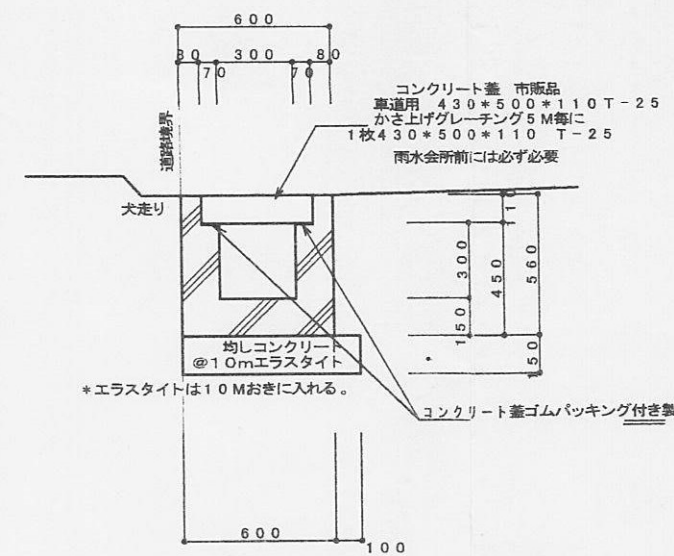 600
80 300 80
70 70
コンクリート蓋 市販品
車道用 430*500*110T-25
かさ上げグレーチング5M毎に
1枚430*500*110 T-25
雨水会所前には必ず必要
道路境界
犬走り
110
300
450
560
150
150
均しコンクリート
@10mエラスタイト
*エラスタイトは10Mおきに入れる。
コンクリート蓋ゴムパッキング付き製
600
100